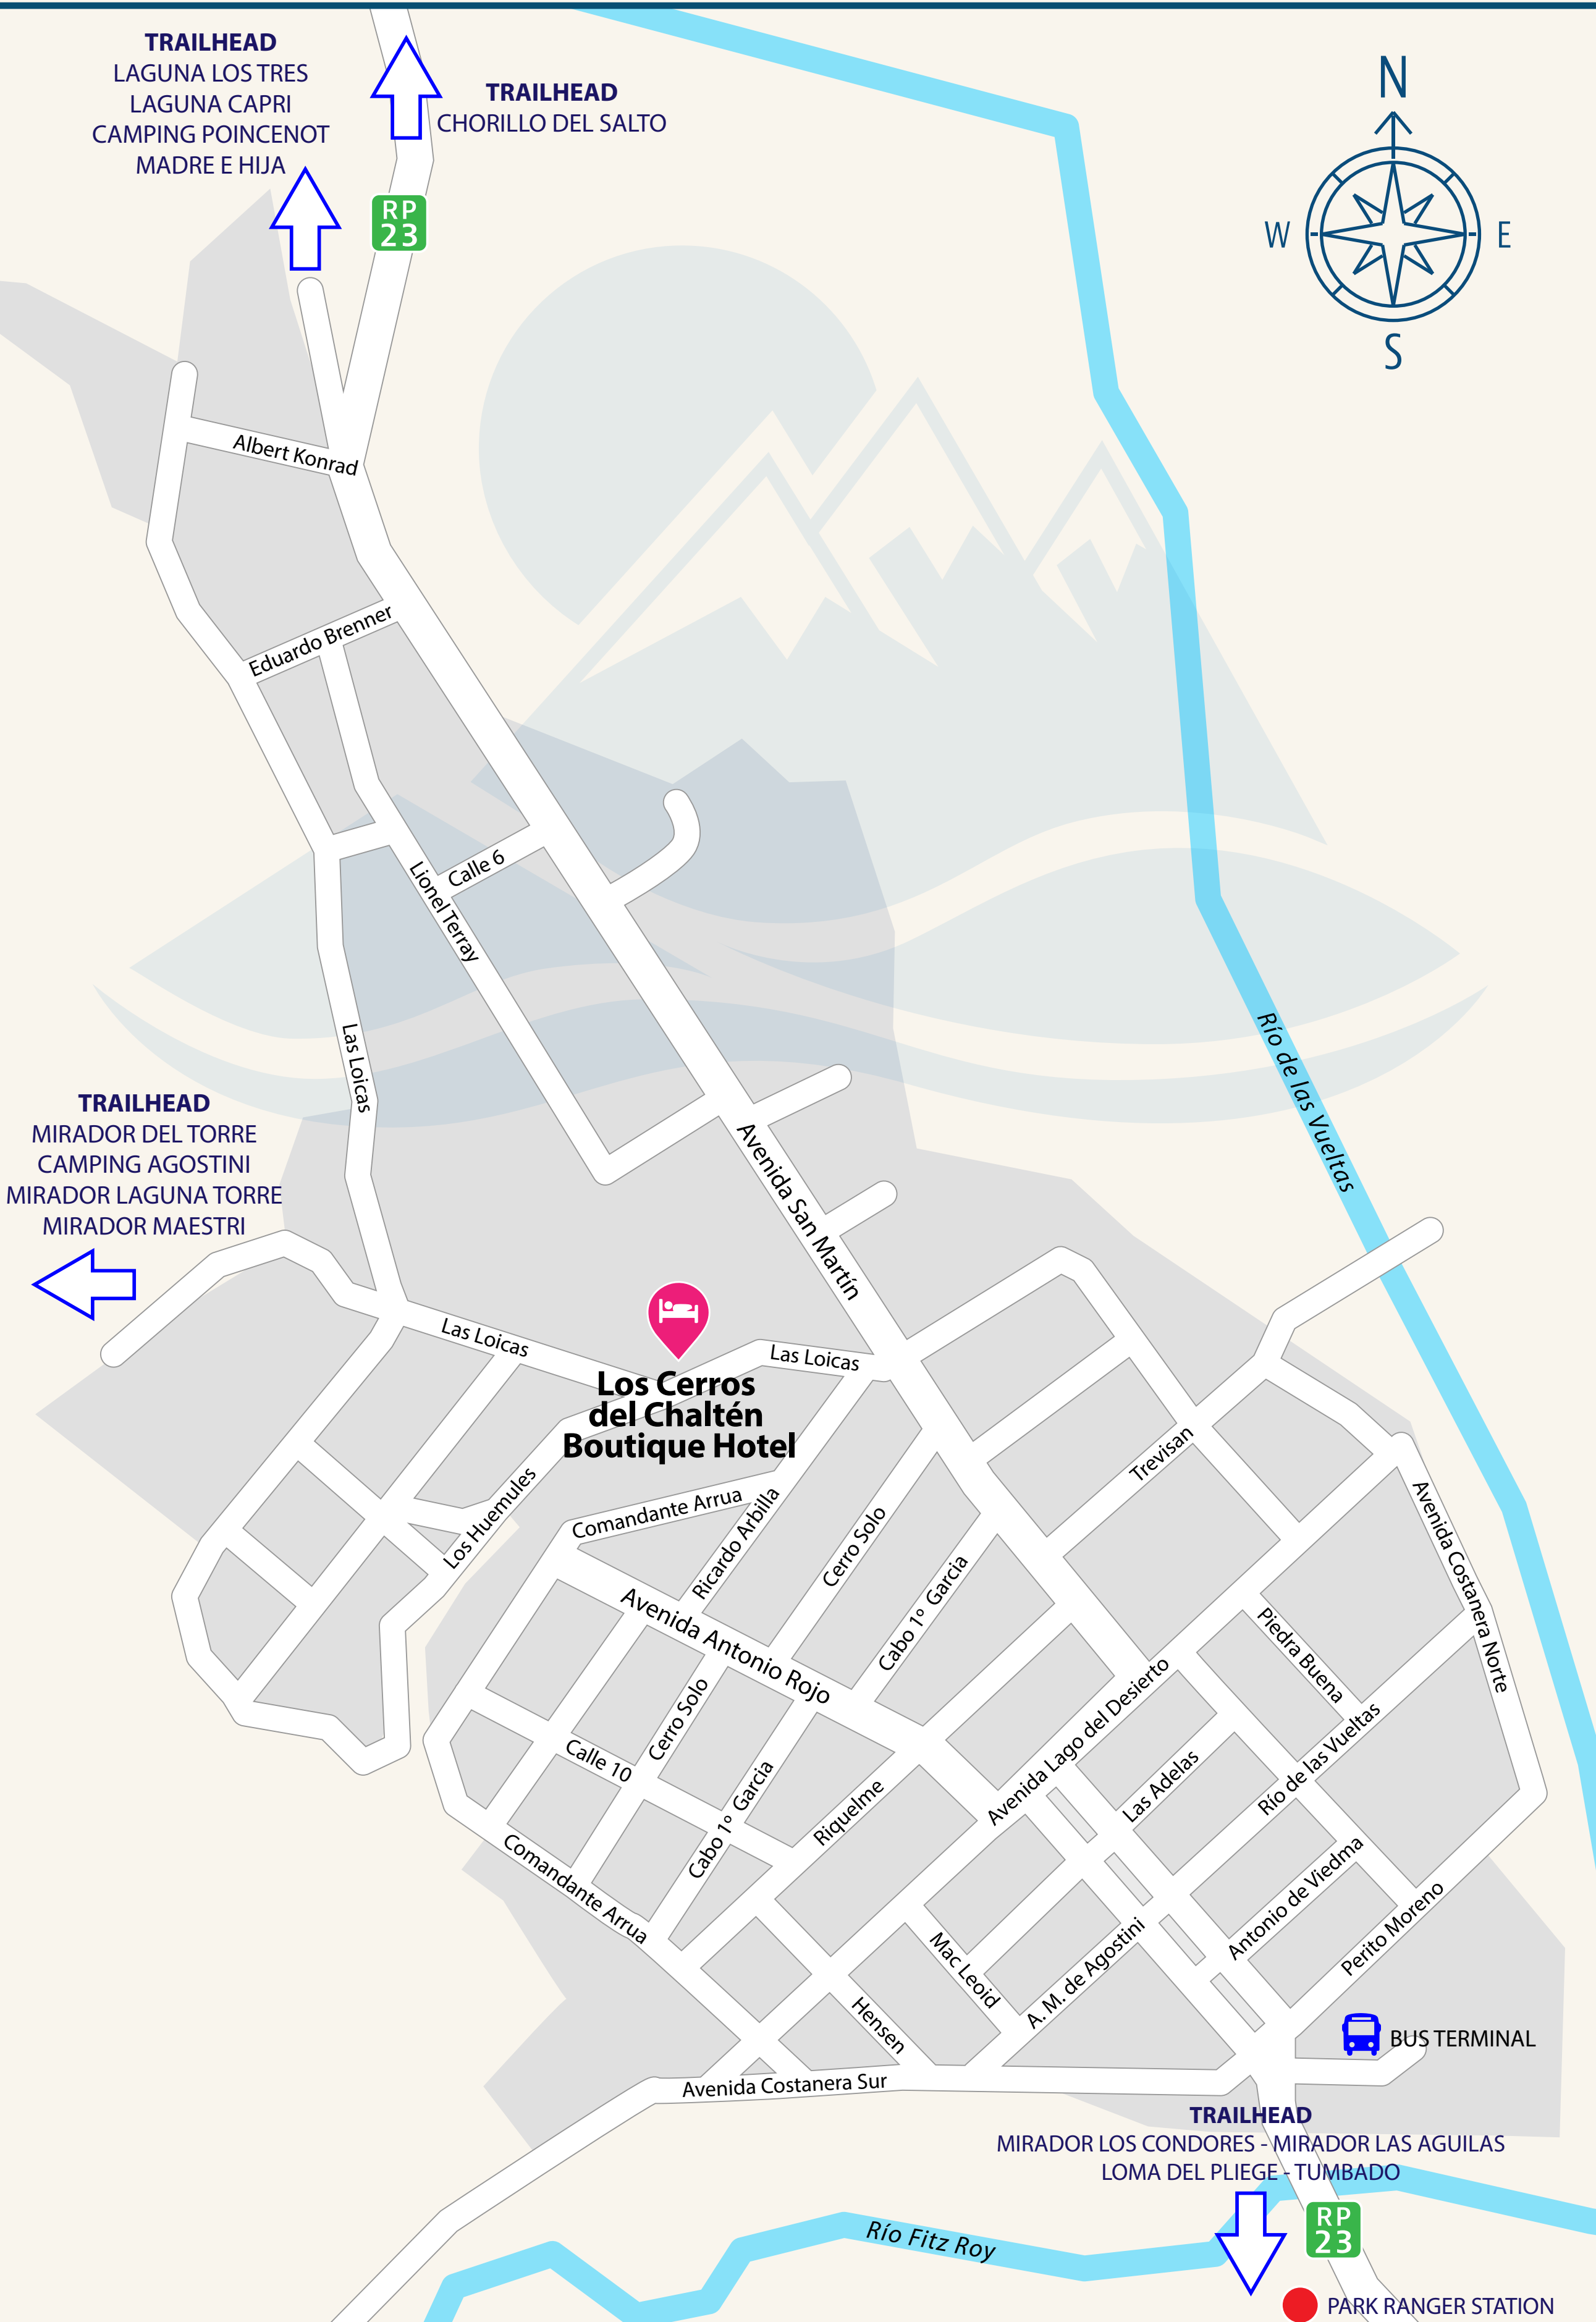 TRAILHEAD
LAGUNA LOS TRES
LAGUNA CAPRI
CAMPING POINCENOT
MADRE E HIJA
TRAILHEAD
CHORILLO DEL SALTO
RP
23
N
W
E
S
Albert Konrad
Eduardo Brenner
Calle 6
Lionel Terray
Las Loicas
Río de las Vueltas
TRAILHEAD
MIRADOR DEL TORRE
CAMPING AGOSTINI
MIRADOR LAGUNA TORRE
MIRADOR MAESTRI
Avenida San Martín
Las Loicas
Las Loicas
Los Cerros
del Chaltén
Boutique Hotel
Trevisan
Los Huemules
Comandante Arrua
Ricardo Arbilla
Cerro Solo
Cabo 1º Garcia
Avenida Costanera Norte
Avenida Antonio Rojo
Piedra Buena
Cerro Solo
Calle 10
Cabo 1º Garcia
Riquelme
Avenida Lago del Desierto
Las Adelas
Río de las Vueltas
Comandante Arrua
Antonio de Viedma
Perito Moreno
Mac Leoid
A. M. de Agostini
Hensen
BUS TERMINAL
Avenida Costanera Sur
TRAILHEAD
MIRADOR LOS CONDORES - MIRADOR LAS AGUILAS
LOMA DEL PLIEGE - TUMBADO
Río Fitz Roy
RP
23
PARK RANGER STATION